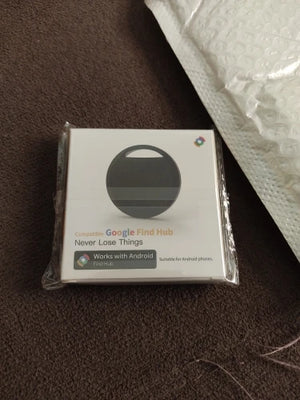 Compatible Google Find Hub
Never Lose Things
Works with Android
Find Hub
Suitable for Android phones.